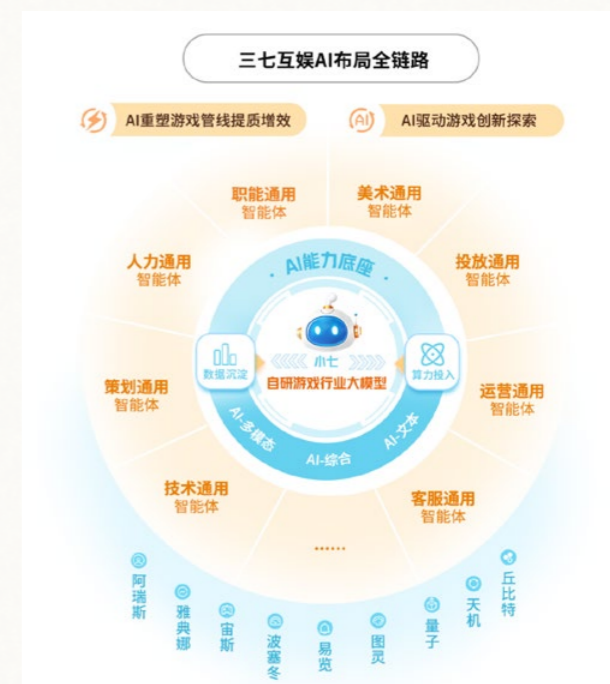 三七互娱AI布局全链路
AI重塑游戏管线提质增效
AI驱动游戏创新探索
职能通用
智能体
美术通用
智能体
人力通用
智能体
投放通用
智能体
AI能力底座
数据沉淀
小七
自研游戏行业大模型
算力投入
策划通用
智能体
运营通用
智能体
AI-多模态
AI-综合
AI-文本
技术通用
智能体
客服通用
智能体
......
阿瑞斯
雅典娜
宙斯
波塞冬
易览
图灵
量子
天机
丘比特